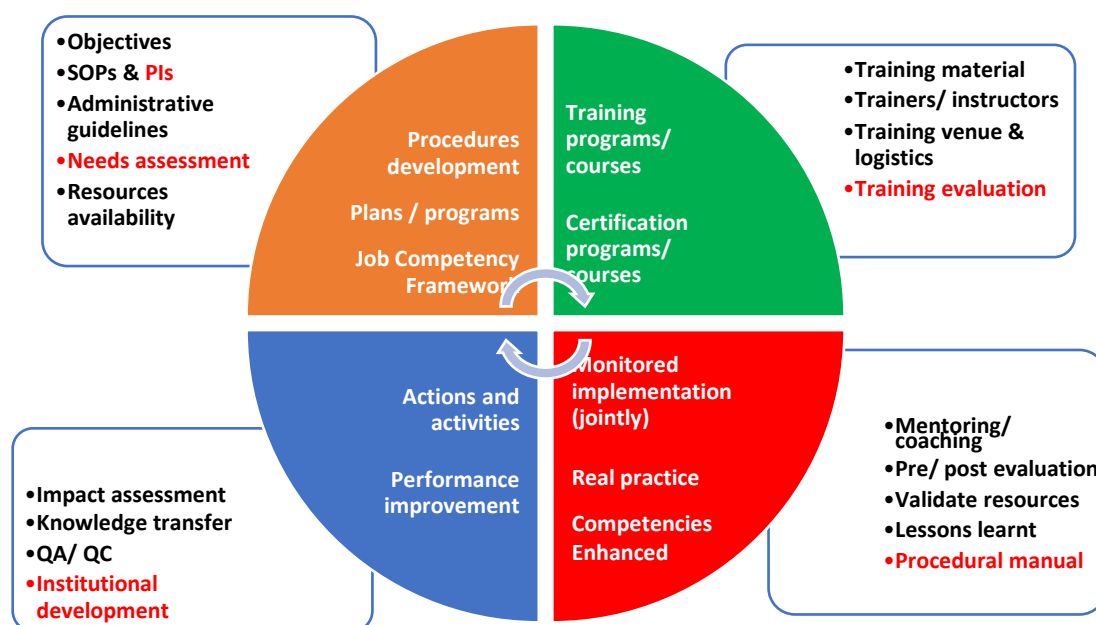 •Objectives
•SOPs & PIs
•Administrative
guidelines
•Needs assessment
•Resources
availability
Procedures
development
Plans / programs
Job Competency
Framework
Training
programs/
courses
Certification
programs/
courses
•Training material
•Trainers/ instructors
•Training venue &
logistics
•Training evaluation
•Impact assessment
•Knowledge transfer
•QA/ QC
•Institutional
development
Actions and
activities
Performance
improvement
Monitored
implementation
(jointly)
Real practice
Competencies
Enhanced
•Mentoring/
coaching
•Pre/ post evaluation
•Validate resources
•Lessons learnt
•Procedural manual